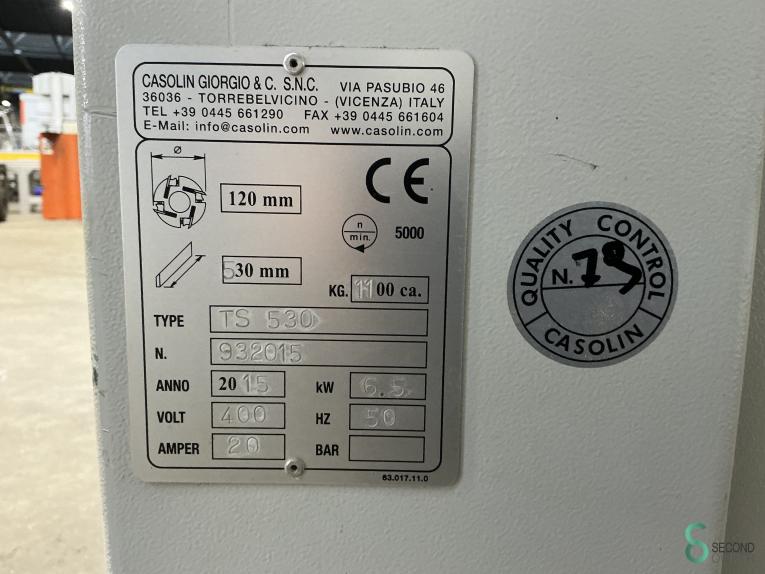 CASOLIN GIORGIO & C. S.N.C. VIA PASUBIO 46
36036 - TORREBELVICINO - (VICENZA) ITALY
TEL +39 0445 661290 FAX +39 0445 661604
E-Mail: info@casolin.com www.casolin.com
Ø
120 mm
CE
n
min.
5000
530 mm
KG. 1100 ca.
TYPE TS 530
N. 932015
ANNO 2015 kW 6.5
VOLT 400 HZ 50
AMPER 20 BAR
63.017.11.0
QUALITY CONTROL
N.
CASOLIN
SECOND